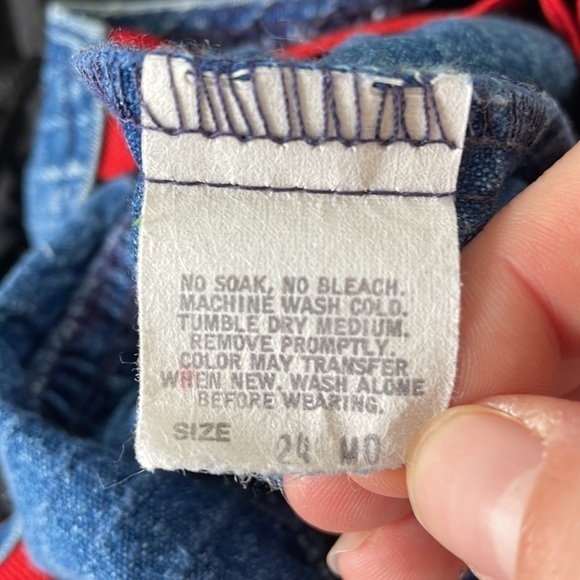 NO SOAK, NO BLEACH.
MACHINE WASH COLD.
TUMBLE DRY MEDIUM.
REMOVE PROMPTLY.
COLOR MAY TRANSFER
WHEN NEW. WASH ALONE
BEFORE WEARING.
SIZE 24 MO